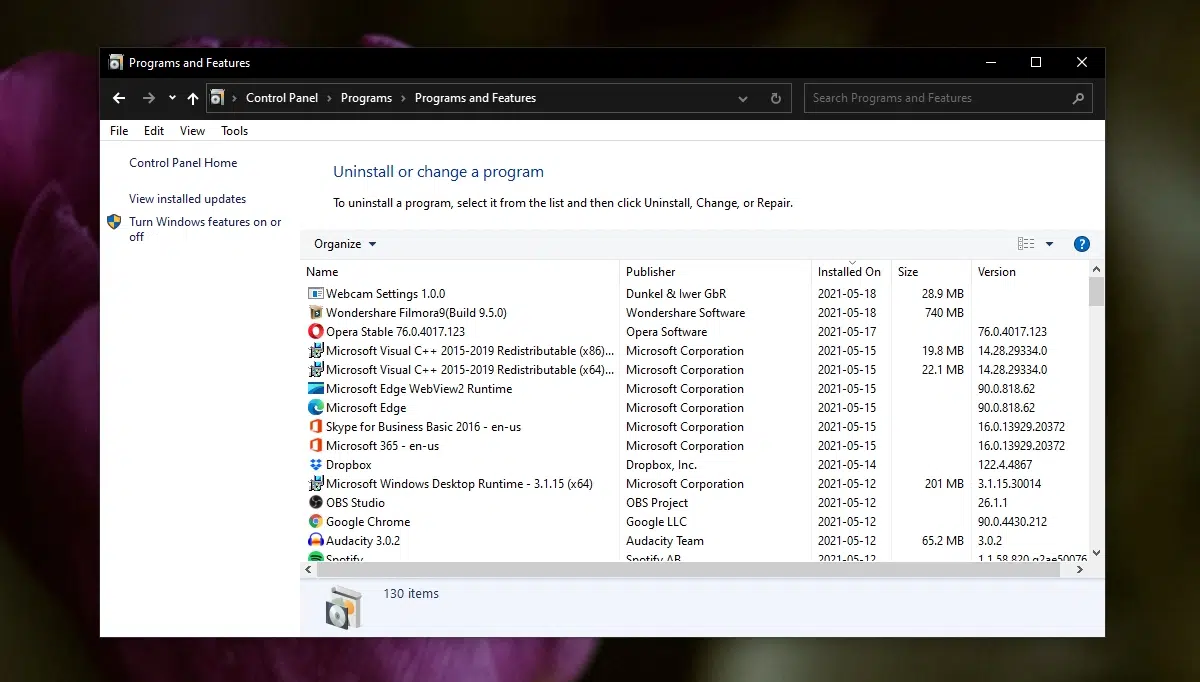 Programs and Features
Control Panel > Programs > Programs and Features
Search Programs and Features
File Edit View Tools
Control Panel Home
View installed updates
Turn Windows features on or
off
Uninstall or change a program
To uninstall a program, select it from the list and then click Uninstall, Change, or Repair.
Organize
Name Publisher Installed On Size Version
Webcam Settings 1.0.0 Dunkel & Iwer GbR 2021-05-18 28.9 MB
Wondershare Filmora9(Build 9.5.0) Wondershare Software 2021-05-18 740 MB
Opera Stable 76.0.4017.123 Opera Software 2021-05-17 76.0.4017.123
Microsoft Visual C++ 2015-2019 Redistributable (x86)... Microsoft Corporation 2021-05-15 19.8 MB 14.28.29334.0
Microsoft Visual C++ 2015-2019 Redistributable (x64)... Microsoft Corporation 2021-05-15 22.1 MB 14.28.29334.0
Microsoft Edge WebView2 Runtime Microsoft Corporation 2021-05-15 90.0.818.62
Microsoft Edge Microsoft Corporation 2021-05-15 90.0.818.62
Skype for Business Basic 2016 - en-us Microsoft Corporation 2021-05-15 16.0.13929.20372
Microsoft 365 - en-us Microsoft Corporation 2021-05-15 16.0.13929.20372
Dropbox Dropbox, Inc. 2021-05-14 122.4.4867
Microsoft Windows Desktop Runtime - 3.1.15 (x64) Microsoft Corporation 2021-05-12 201 MB 3.1.15.30014
OBS Studio OBS Project 2021-05-12 26.1.1
Google Chrome Google LLC 2021-05-12 90.0.4430.212
Audacity 3.0.2 Audacity Team 2021-05-12 65.2 MB 3.0.2
Spotify Spotify AB 2021-05-12
130 items